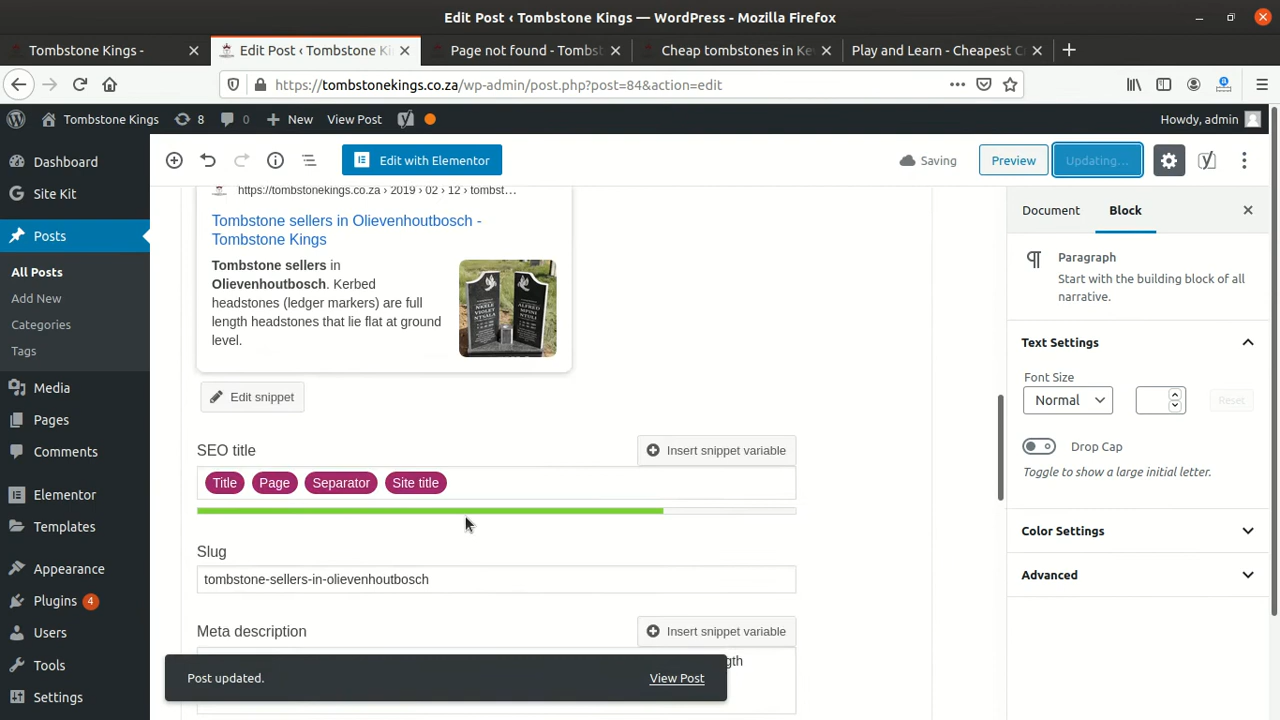 Edit Post ‹ Tombstone Kings — WordPress - Mozilla Firefox
Tombstone Kings -
Edit Post ‹ Tombstone Ki
Page not found - Tombst
Cheap tombstones in Ke
Play and Learn - Cheapest C
https://tombstonekings.co.za/wp-admin/post.php?post=84&action=edit
Tombstone Kings
8
0
New
View Post
Howdy, admin
Dashboard
Site Kit
Posts
All Posts
Add New
Categories
Tags
Media
Pages
Comments
Elementor
Templates
Appearance
Plugins 4
Users
Tools
Settings
Edit with Elementor
Saving
Preview
Updating…
https://tombstonekings.co.za › 2019 › 02 › 12 › tombst…
Tombstone sellers in Olievenhoutbosch -
Tombstone Kings
Tombstone sellers in
Olievenhoutbosch. Kerbed
headstones (ledger markers) are full
length headstones that lie flat at ground
level.
Edit snippet
SEO title
Insert snippet variable
Title Page Separator Site title
Slug
tombstone-sellers-in-olievenhoutbosch
Meta description
Insert snippet variable
gth
Post updated.
View Post
Document
Block
Paragraph
Start with the building block of all
narrative.
Text Settings
Font Size
Normal
Reset
Drop Cap
Toggle to show a large initial letter.
Color Settings
Advanced